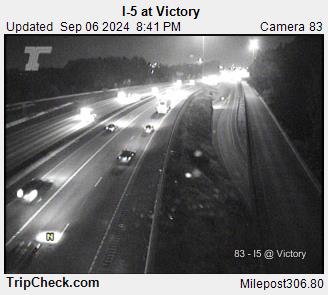 I-5 at Victory
Updated Sep 06 2024 8:41 PM Camera 83
T
N
83 - I5 @ Victory
TripCheck.com Milepost306.80